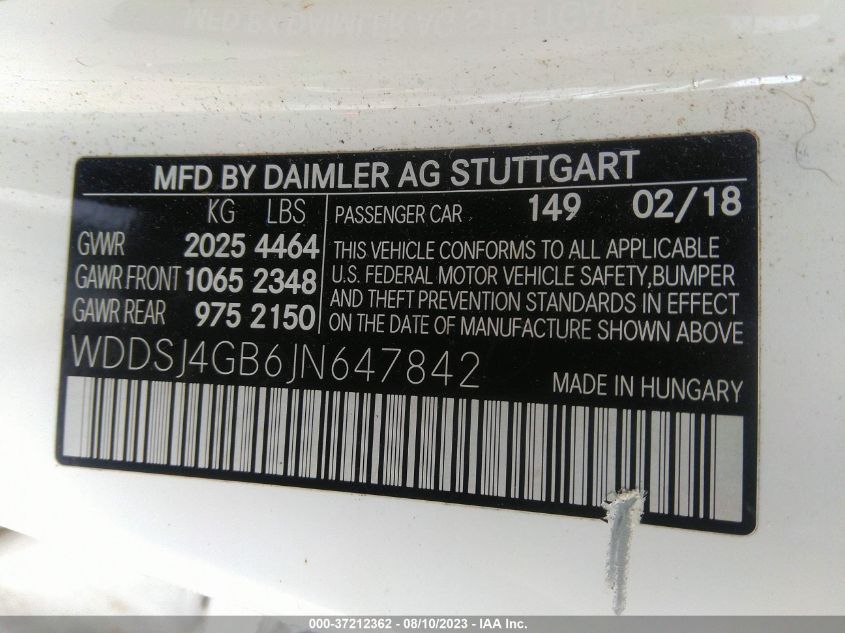 MFD BY DAIMLER AG STUTTGART
KG LBS
GVWR 2025 4464
GAWR FRONT 1065 2348
GAWR REAR 975 2150
PASSENGER CAR 149 02/18
THIS VEHICLE CONFORMS TO ALL APPLICABLE
U.S. FEDERAL MOTOR VEHICLE SAFETY,BUMPER
AND THEFT PREVENTION STANDARDS IN EFFECT
ON THE DATE OF MANUFACTURE SHOWN ABOVE
WDDSJ4GB6JN647842
MADE IN HUNGARY
000-37212362 - 08/10/2023 - IAA Inc.